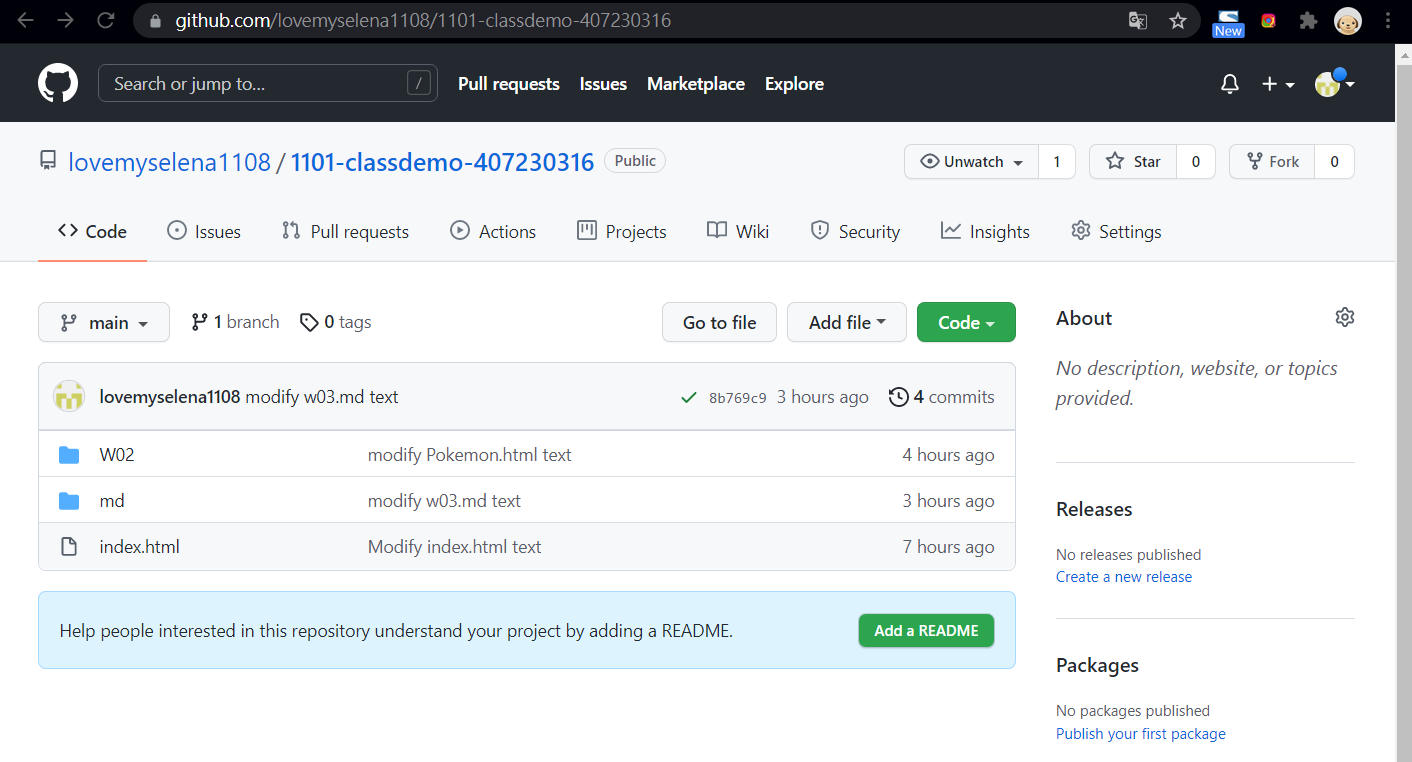 github.com/lovemyselena1108/1101-classdemo-407230316
New
Search or jump to... /
Pull requests Issues Marketplace Explore
lovemyselena1108 / 1101-classdemo-407230316 Public
Unwatch 1 Star 0 Fork 0
Code Issues Pull requests Actions Projects Wiki Security Insights Settings
main 1 branch 0 tags Go to file Add file Code
lovemyselena1108 modify w03.md text 8b769c9 3 hours ago 4 commits
W02 modify Pokemon.html text 4 hours ago
md modify w03.md text 3 hours ago
index.html Modify index.html text 7 hours ago
Help people interested in this repository understand your project by adding a README. Add a README
About
No description, website, or topics
provided.
Releases
No releases published
Create a new release
Packages
No packages published
Publish your first package